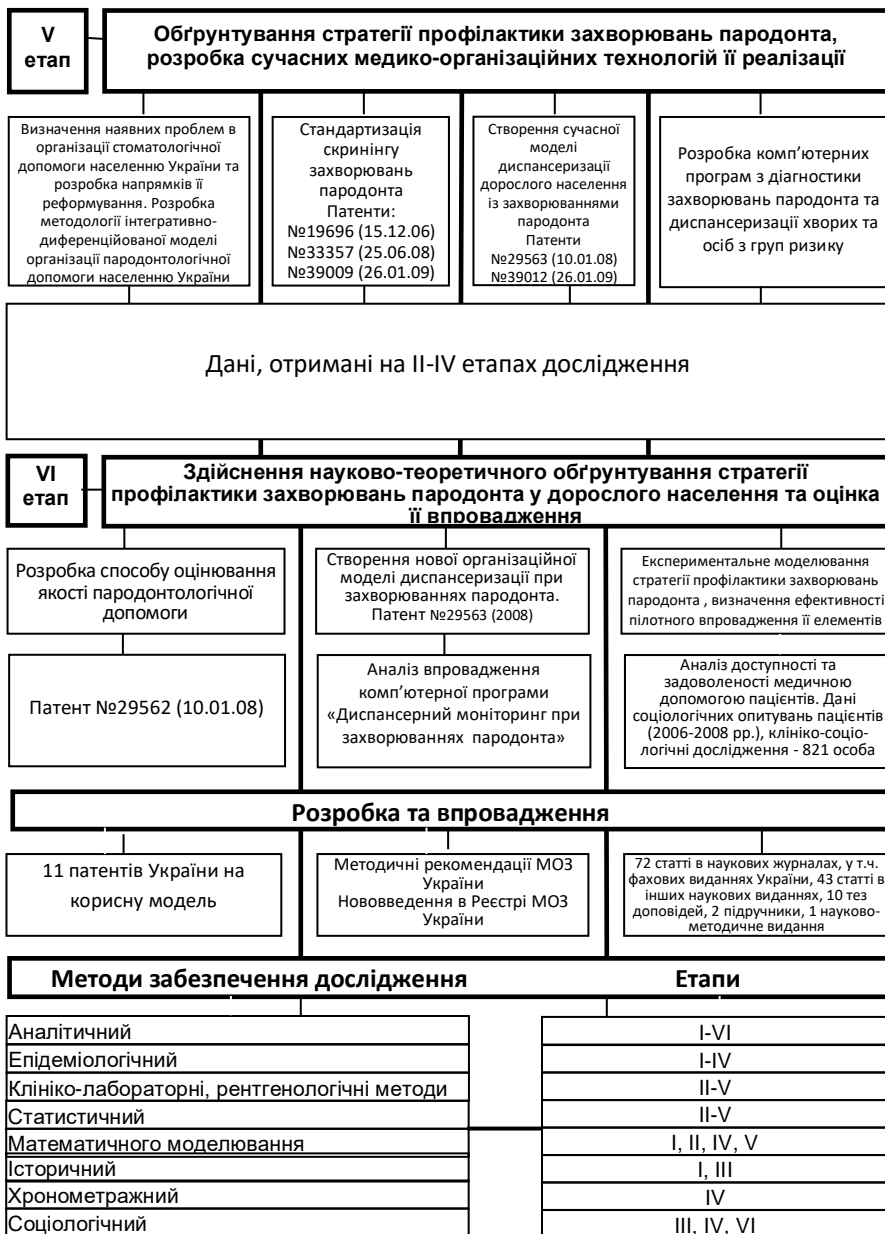 V
етап
Обґрунтування стратегії профілактики захворювань пародонта,
розробка сучасних медико-організаційних технологій її реалізації
Визначення наявних проблем в
організації стоматологічної
допомоги населенню України та
розробка напрямків її
реформування. Розробка
методології інтегративно-
диференційованої моделі
організації пародонтологічної
допомоги населенню України
Стандартизація
скринінгу
захворювань
пародонта
Патенти:
№19696 (15.12.06)
№33357 (25.06.08)
№39009 (26.01.09)
Створення сучасної
моделі
диспансеризації
дорослого населення
із захворюваннями
пародонта
Патенти
№29563 (10.01.08)
№39012 (26.01.09)
Розробка комп’ютерних
програм з діагностики
захворювань пародонта та
диспансеризації хворих та
осіб з груп ризику
Дані, отримані на II-IV етапах дослідження
VI
етап
Здійснення науково-теоретичного обґрунтування стратегії
профілактики захворювань пародонта у дорослого населення та оцінка
її впровадження
Розробка способу оцінювання
якості пародонтологічної
допомоги
Створення нової організаційної
моделі диспансеризації при
захворюваннях пародонта.
Патент №29563 (2008)
Експериментальне моделювання
стратегії профілактики захворювань
пародонта , визначення ефективності
пілотного впровадження її елементів
Патент №29562 (10.01.08)
Аналіз впровадження
комп’ютерної програми
«Диспансерний моніторинг при
захворюваннях пародонта»
Аналіз доступності та
задоволеності медичною
допомогою пацієнтів. Дані
соціологічних опитувань пацієнтів
(2006-2008 рр.), клініко-соціо-
логічні дослідження - 821 особа
Розробка та впровадження
11 патентів України на
корисну модель
Методичні рекомендації МОЗ
України
Нововведення в Реєстрі МОЗ
України
72 статті в наукових журналах, у т.ч.
фахових виданнях України, 43 статті в
інших наукових виданнях, 10 тез
доповідей, 2 підручники, 1 науково-
методичне видання
Методи забезпечення дослідження Етапи
Аналітичний I-VI
Епідеміологічний I-IV
Клініко-лабораторні, рентгенологічні методи II-V
Статистичний II-V
Математичного моделювання I, II, IV, V
Історичний I, III
Хронометражний IV
Соціологічний III, IV, VI